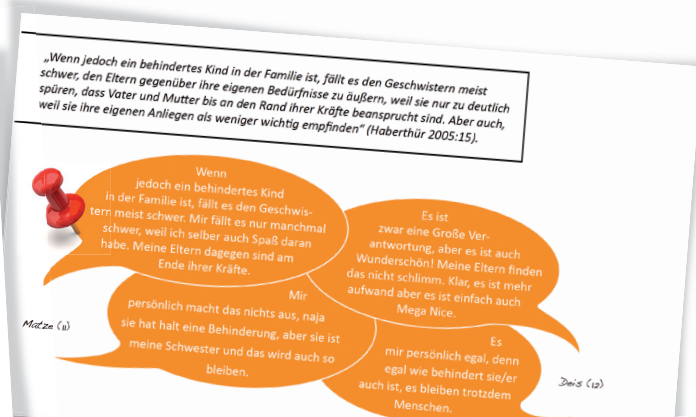 „Wenn jedoch ein behindertes Kind in der Familie ist, fällt es den Geschwistern meist
schwer, den Eltern gegenüber ihre eigenen Bedürfnisse zu äußern, weil sie nur zu deutlich
spüren, dass Vater und Mutter bis an den Rand ihrer Kräfte beansprucht sind. Aber auch,
weil sie ihre eigenen Anliegen als weniger wichtig empfinden“ (Haberthür 2005:15).
Wenn
jedoch ein behindertes Kind
in der Familie ist, fällt es den Geschwis-
tern meist schwer. Mir fällt es nur manchmal
schwer, weil ich selber auch Spaß daran
habe. Meine Eltern dagegen sind am
Ende ihrer Kräfte.
Es ist
zwar eine Große Ver-
antwortung, aber es ist auch
Wunderschön! Meine Eltern finden
das nicht schlimm. Klar, es ist mehr
aufwand aber es ist einfach auch
Mega Nice.
Mir
persönlich macht das nichts aus, naja
sie hat halt eine Behinderung, aber sie ist
meine Schwester und das wird auch so
bleiben.
Matze (11)
Es
mir persönlich egal, denn
egal wie behindert sie/er
auch ist, es bleiben trotzdem
Menschen.
Deis (12)